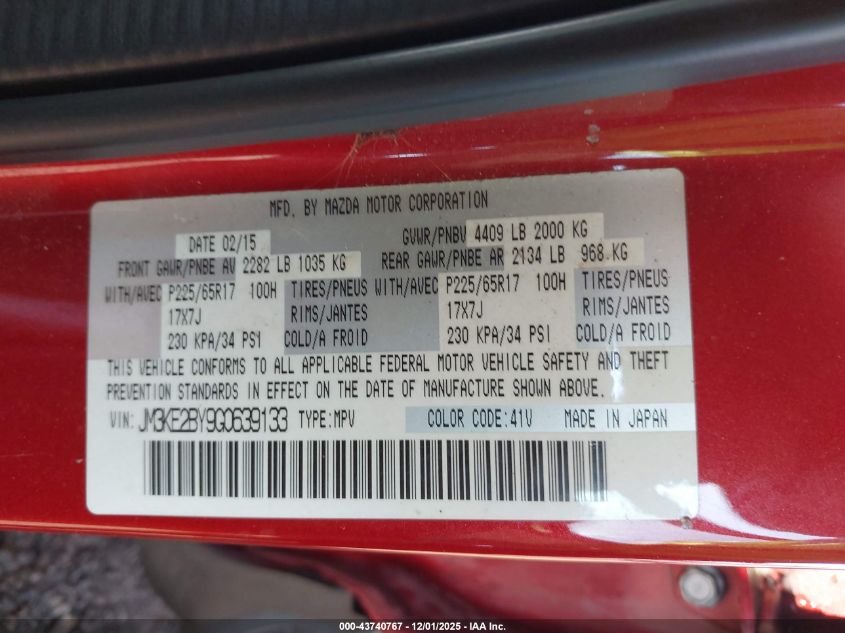 MFD. BY MAZDA MOTOR CORPORATION
DATE 02/15 GVWR/PNBV 4409 LB 2000 KG
FRONT GAWR/PNBE AV 2282 LB 1035 KG REAR GAWR/PNBE AR 2134 LB 968 KG
WITH/AVEC P225/65R17 100H TIRES/PNEUS WITH/AVEC P225/65R17 100H TIRES/PNEUS
17X7J RIMS/JANTES 17X7J RIMS/JANTES
230 KPA/34 PSI COLD/A FROID 230 KPA/34 PSI COLD/A FROID
THIS VEHICLE CONFORMS TO ALL APPLICABLE FEDERAL MOTOR VEHICLE SAFETY AND THEFT
PREVENTION STANDARDS IN EFFECT ON THE DATE OF MANUFACTURE SHOWN ABOVE.
VIN: JM3KE2BY9G0639133 TYPE:MPV COLOR CODE:41V MADE IN JAPAN
000-43740767 - 12/01/2025 - IAA Inc.